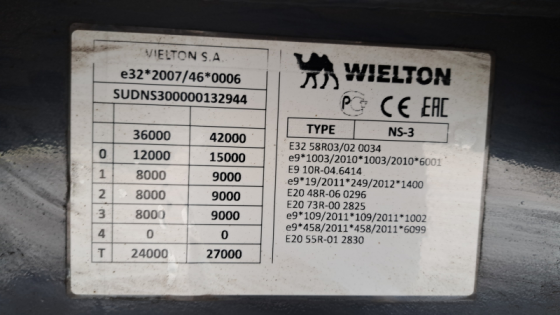 WIELTON S.A.
e32*2007/46*0006
SUDNS300000132944
36000 42000
0 12000 15000
1 8000 9000
2 8000 9000
3 8000 9000
4 0 0
T 24000 27000
WIELTON
CE EAC
TYPE NS-3
E32 58R03/02 0034
e9*1003/2010*1003/2010*6001
E9 10R-04.6414
e9*19/2011*249/2012*1400
E20 48R-06 0296
E20 73R-00 2825
e9*109/2011*109/2011*1002
e9*458/2011*458/2011*6099
E20 55R-01 2830